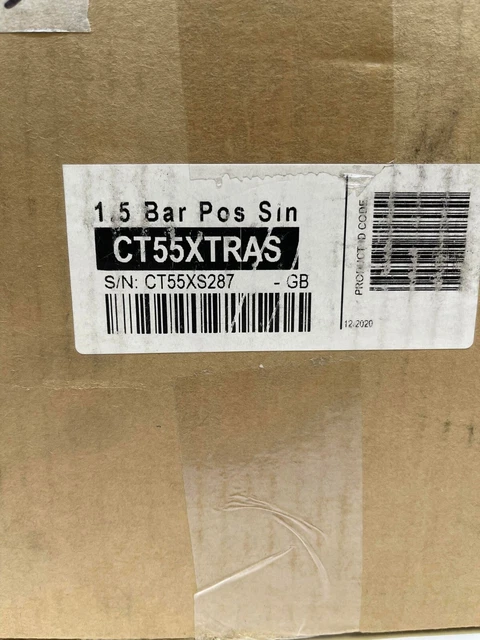 1.5 Bar Pos Sin
CT55XTRAS
S/N: CT55XS287 - GB
PRODUCT ID CODE
12.2020